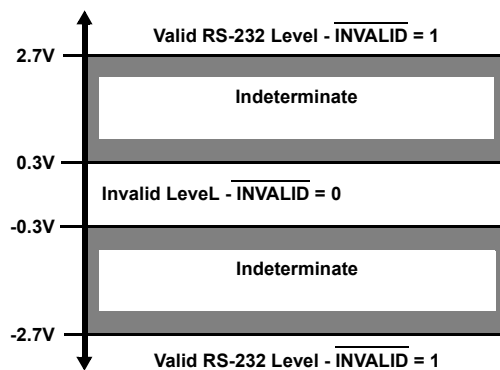 Valid RS-232 Level - INVALID = 1
2.7V
Indeterminate
0.3V
Invalid LeveL - INVALID = 0
-0.3V
Indeterminate
-2.7V
Valid RS-232 Level - INVALID = 1